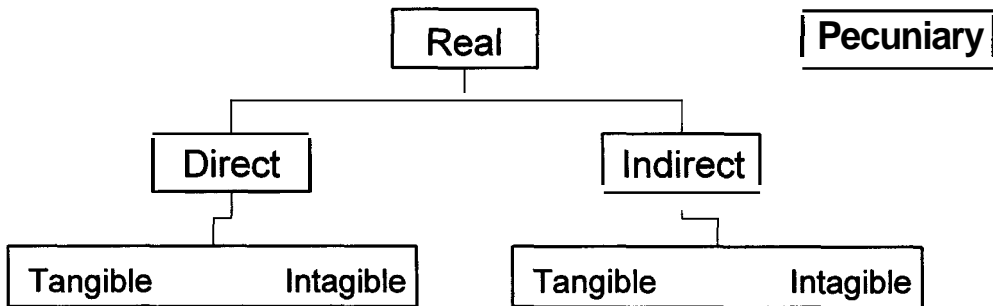 Real
Pecuniary
Direct
Indirect
Tangible Intagible
Tangible Intagible